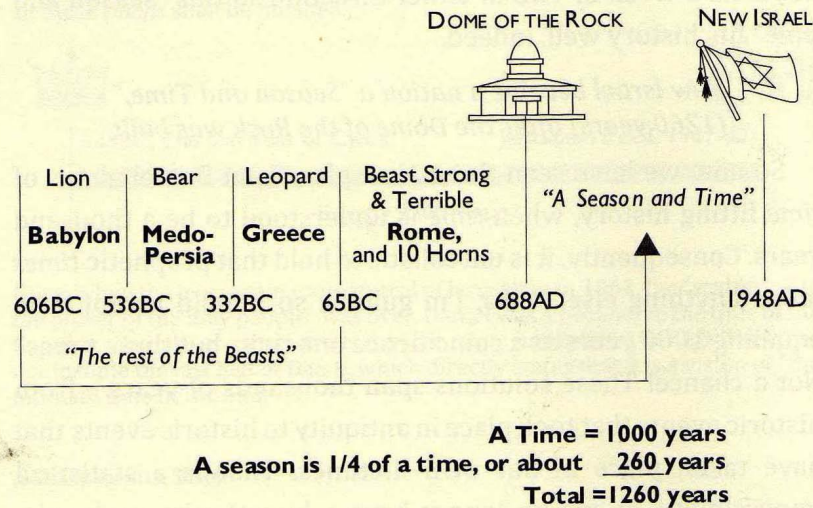 DOME OF THE ROCK
NEW ISRAEL
Lion
Babylon
Bear
Medo-
Persia
Leopard
Greece
Beast Strong
& Terrible
Rome,
and 10 Horns
"A Season and Time"
606BC 536BC 332BC 65BC 688AD 1948AD
"The rest of the Beasts"
A Time = 1000 years
A season is 1/4 of a time, or about 260 years
Total =1260 years